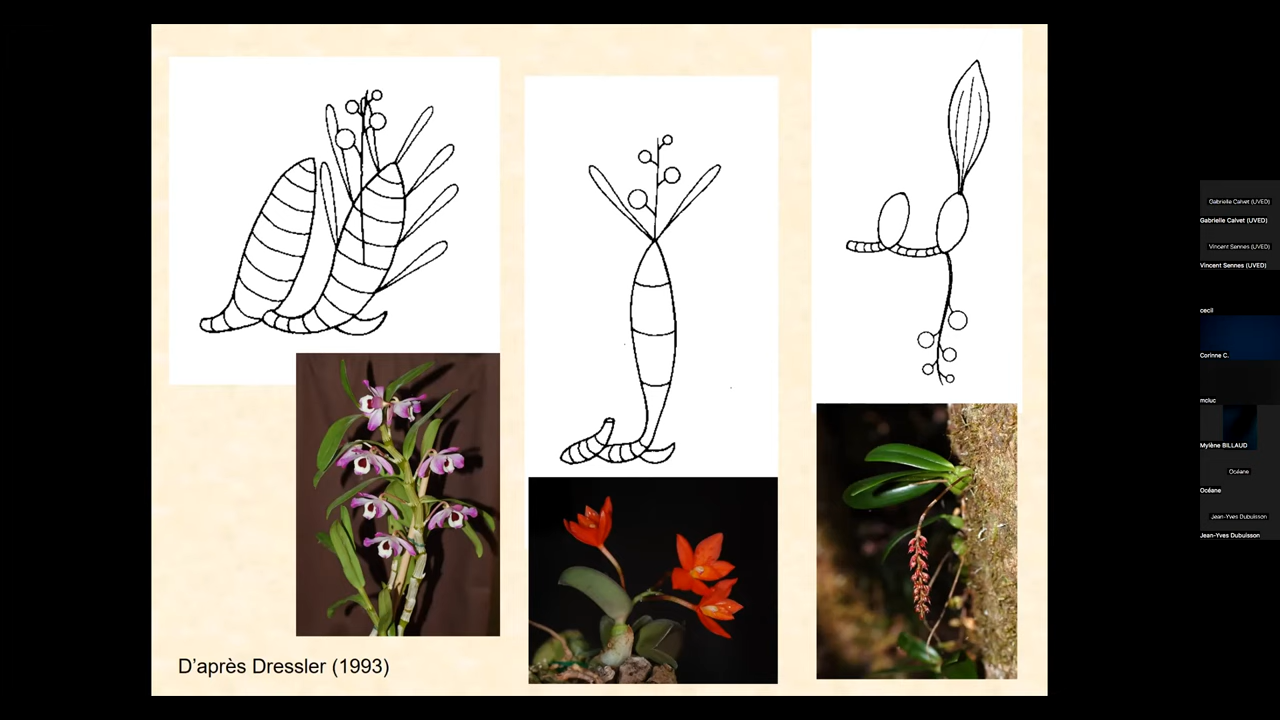 D'après Dressler (1993)
Gabrielle Calvet (UVED)
Gabrielle Calvet (UVED)
Vincent Sennes (UVED)
Vincent Sennes (UVED)
cecil
Corinne C.
mcluc
Mylène BILLAUD
Océane
Océane
Jean-Yves Dubuisson
Jean-Yves Dubuisson